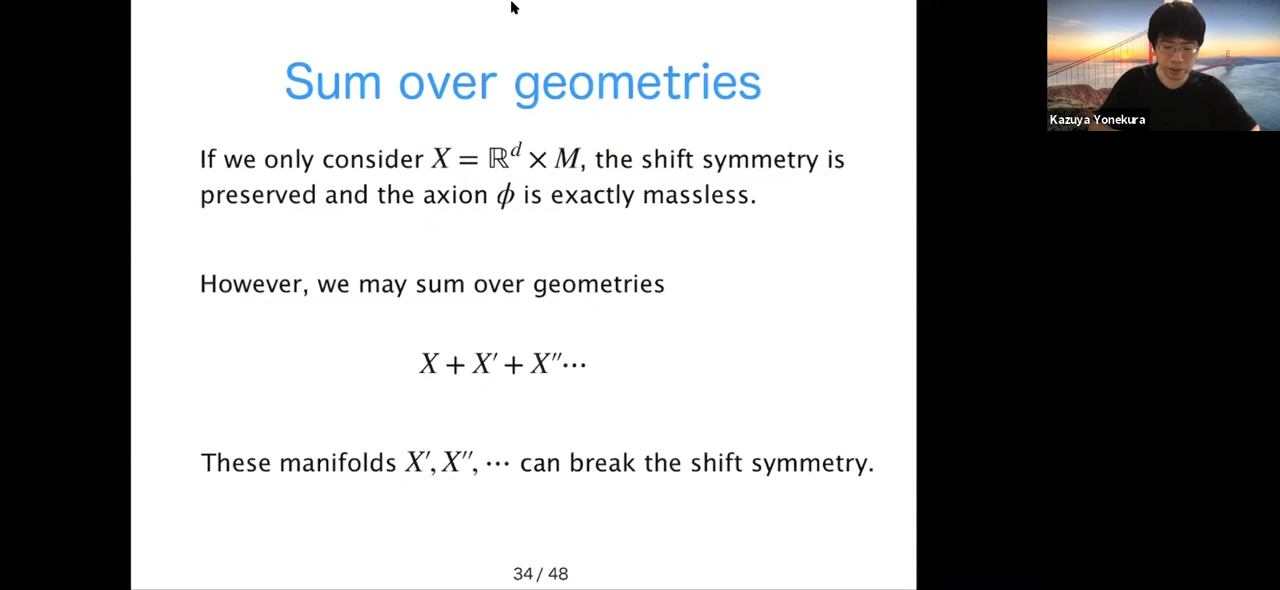 Sum over geometries
If we only consider X = ℝᵈ × M, the shift symmetry is
preserved and the axion ϕ is exactly massless.
However, we may sum over geometries
X + X′ + X″⋯
These manifolds X′, X″, ⋯ can break the shift symmetry.
34 / 48
Kazuya Yonekura